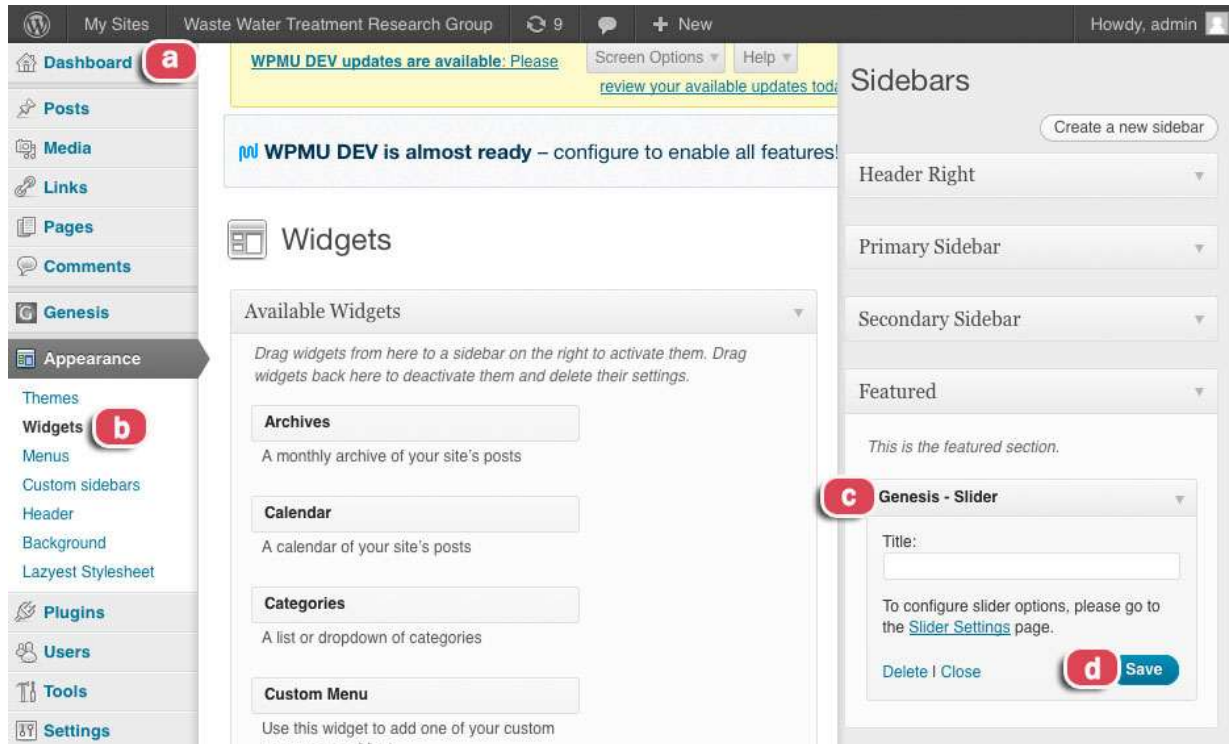 My Sites Waste Water Treatment Research Group 9 + New Howdy, admin
Dashboard a
Posts
Media
Links
Pages
Comments
Genesis
Appearance
Themes
Widgets b
Menus
Custom sidebars
Header
Background
Lazyest Stylesheet
Plugins
Users
Tools
Settings
WPMU DEV updates are available: Please
Screen Options Help
review your available updates toda
WPMU DEV is almost ready – configure to enable all features!
Widgets
Available Widgets
Drag widgets from here to a sidebar on the right to activate them. Drag
widgets back here to deactivate them and delete their settings.
Archives
A monthly archive of your site's posts
Calendar
A calendar of your site's posts
Categories
A list or dropdown of categories
Custom Menu
Use this widget to add one of your custom
Sidebars
Create a new sidebar
Header Right
Primary Sidebar
Secondary Sidebar
Featured
This is the featured section.
c Genesis - Slider
Title:
To configure slider options, please go to
the Slider Settings page.
Delete | Close d Save